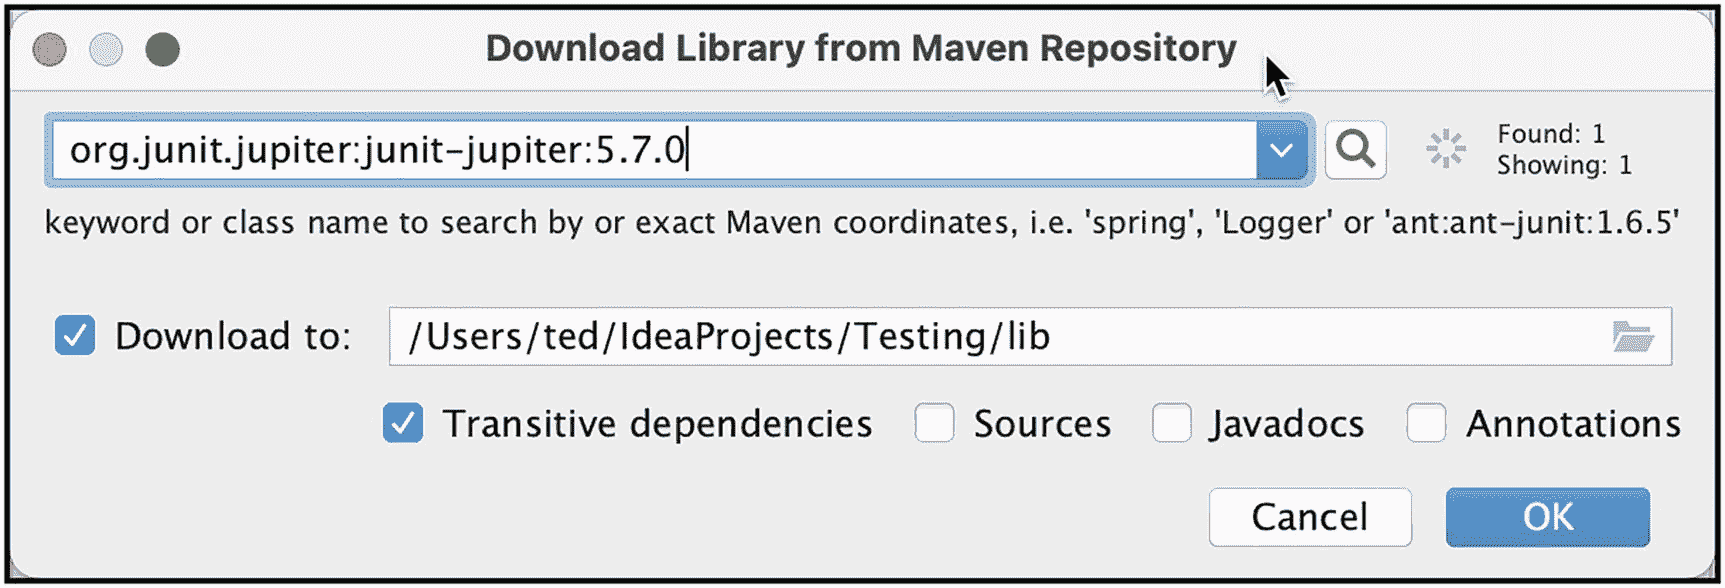 Download Library from Maven Repository
org.junit.jupiter:junit-jupiter:5.7.0
Found: 1
Showing: 1
keyword or class name to search by or exact Maven coordinates, i.e. 'spring', 'Logger' or 'ant:ant-junit:1.6.5'
Download to: /Users/ted/IdeaProjects/Testing/lib
Transitive dependencies Sources Javadocs Annotations
Cancel OK